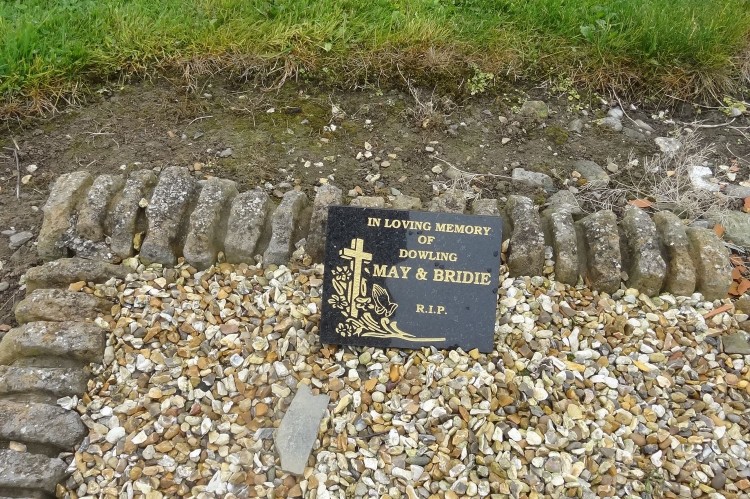 IN LOVING MEMORY
OF
DOWLING
MAY & BRIDIE
R.I.P.